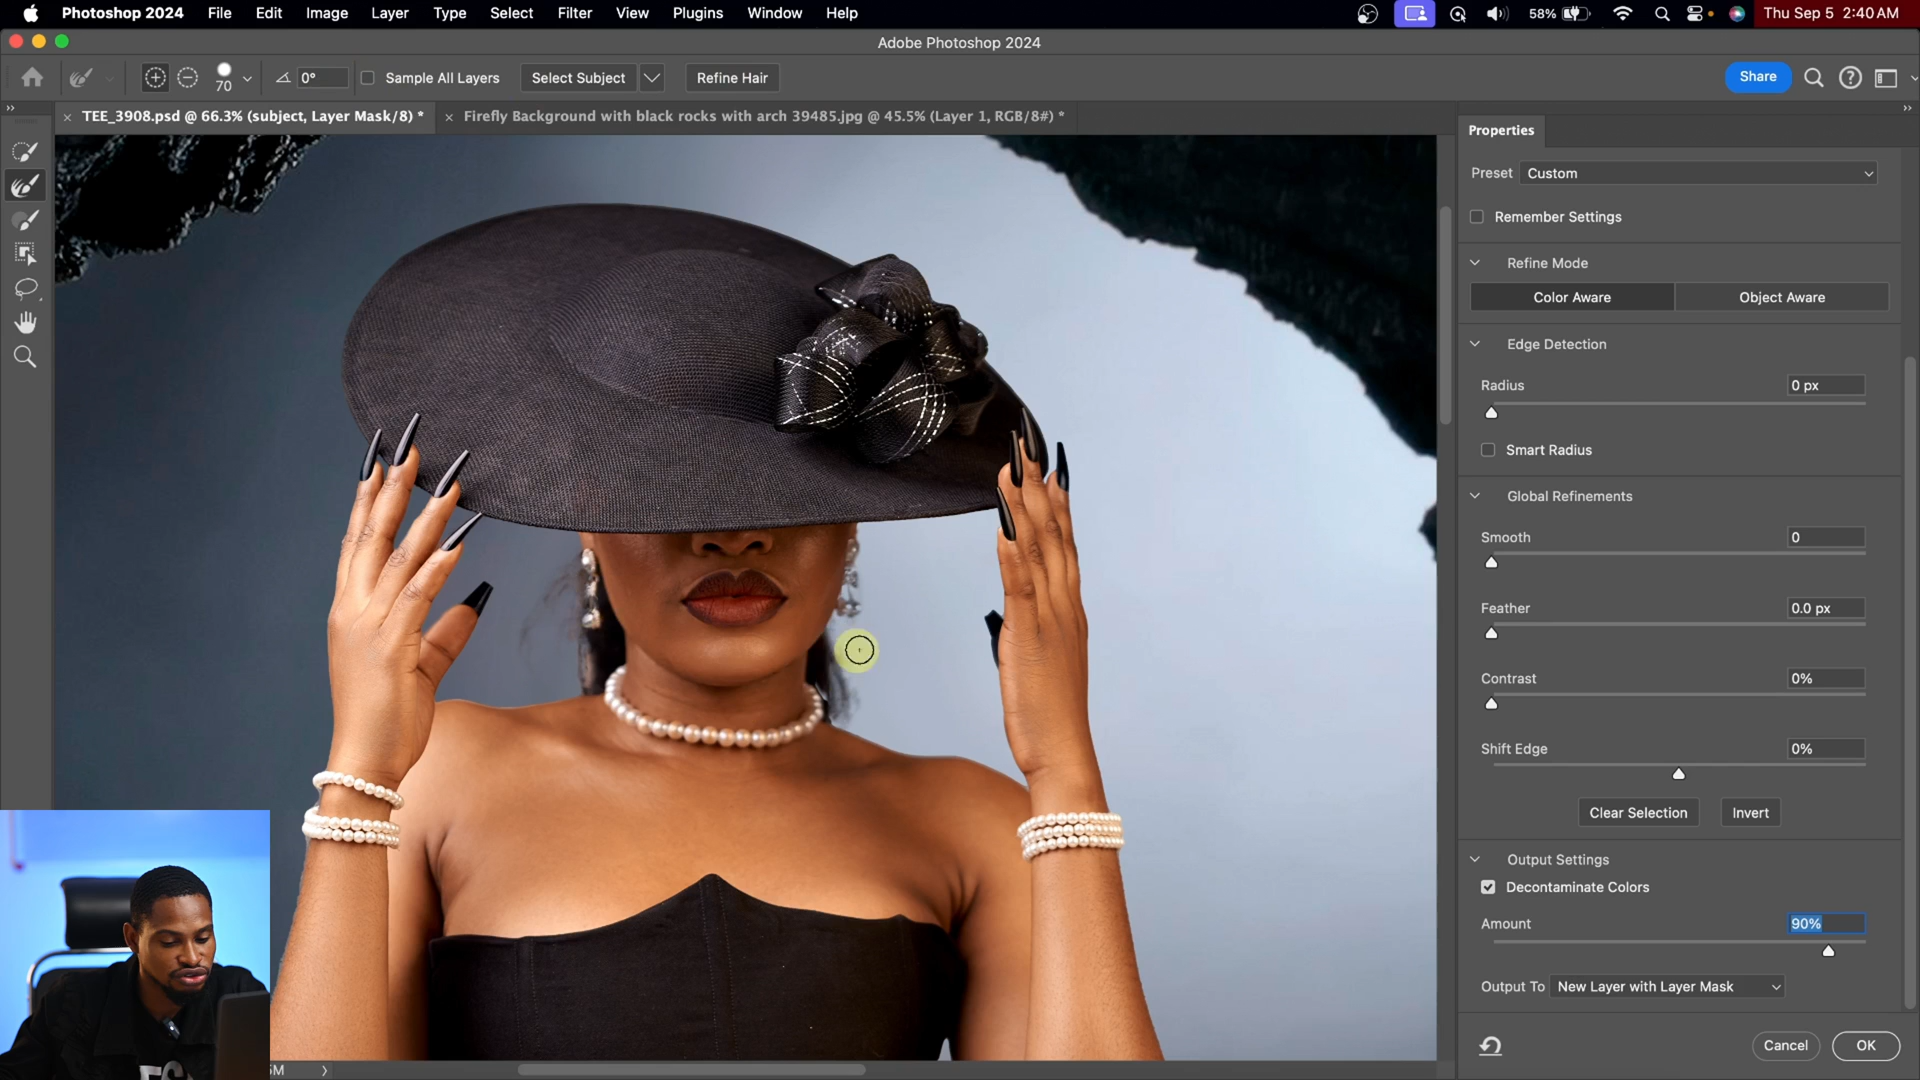 Photoshop 2024 File Edit Image Layer Type Select Filter View Plugins Window Help 58% Thu Sep 5 2:40 AM
Adobe Photoshop 2024
70 0° Sample All Layers Select Subject Refine Hair Share
× TEE_3908.psd @ 66.3% (subject, Layer Mask/8) * × Firefly Background with black rocks with arch 39485.jpg @ 45.5% (Layer 1, RGB/8#) *
Properties
Preset Custom
Remember Settings
Refine Mode
Color Aware Object Aware
Edge Detection
Radius 0 px
Smart Radius
Global Refinements
Smooth 0
Feather 0.0 px
Contrast 0%
Shift Edge 0%
Clear Selection Invert
Output Settings
Decontaminate Colors
Amount 90%
Output To New Layer with Layer Mask
Cancel OK